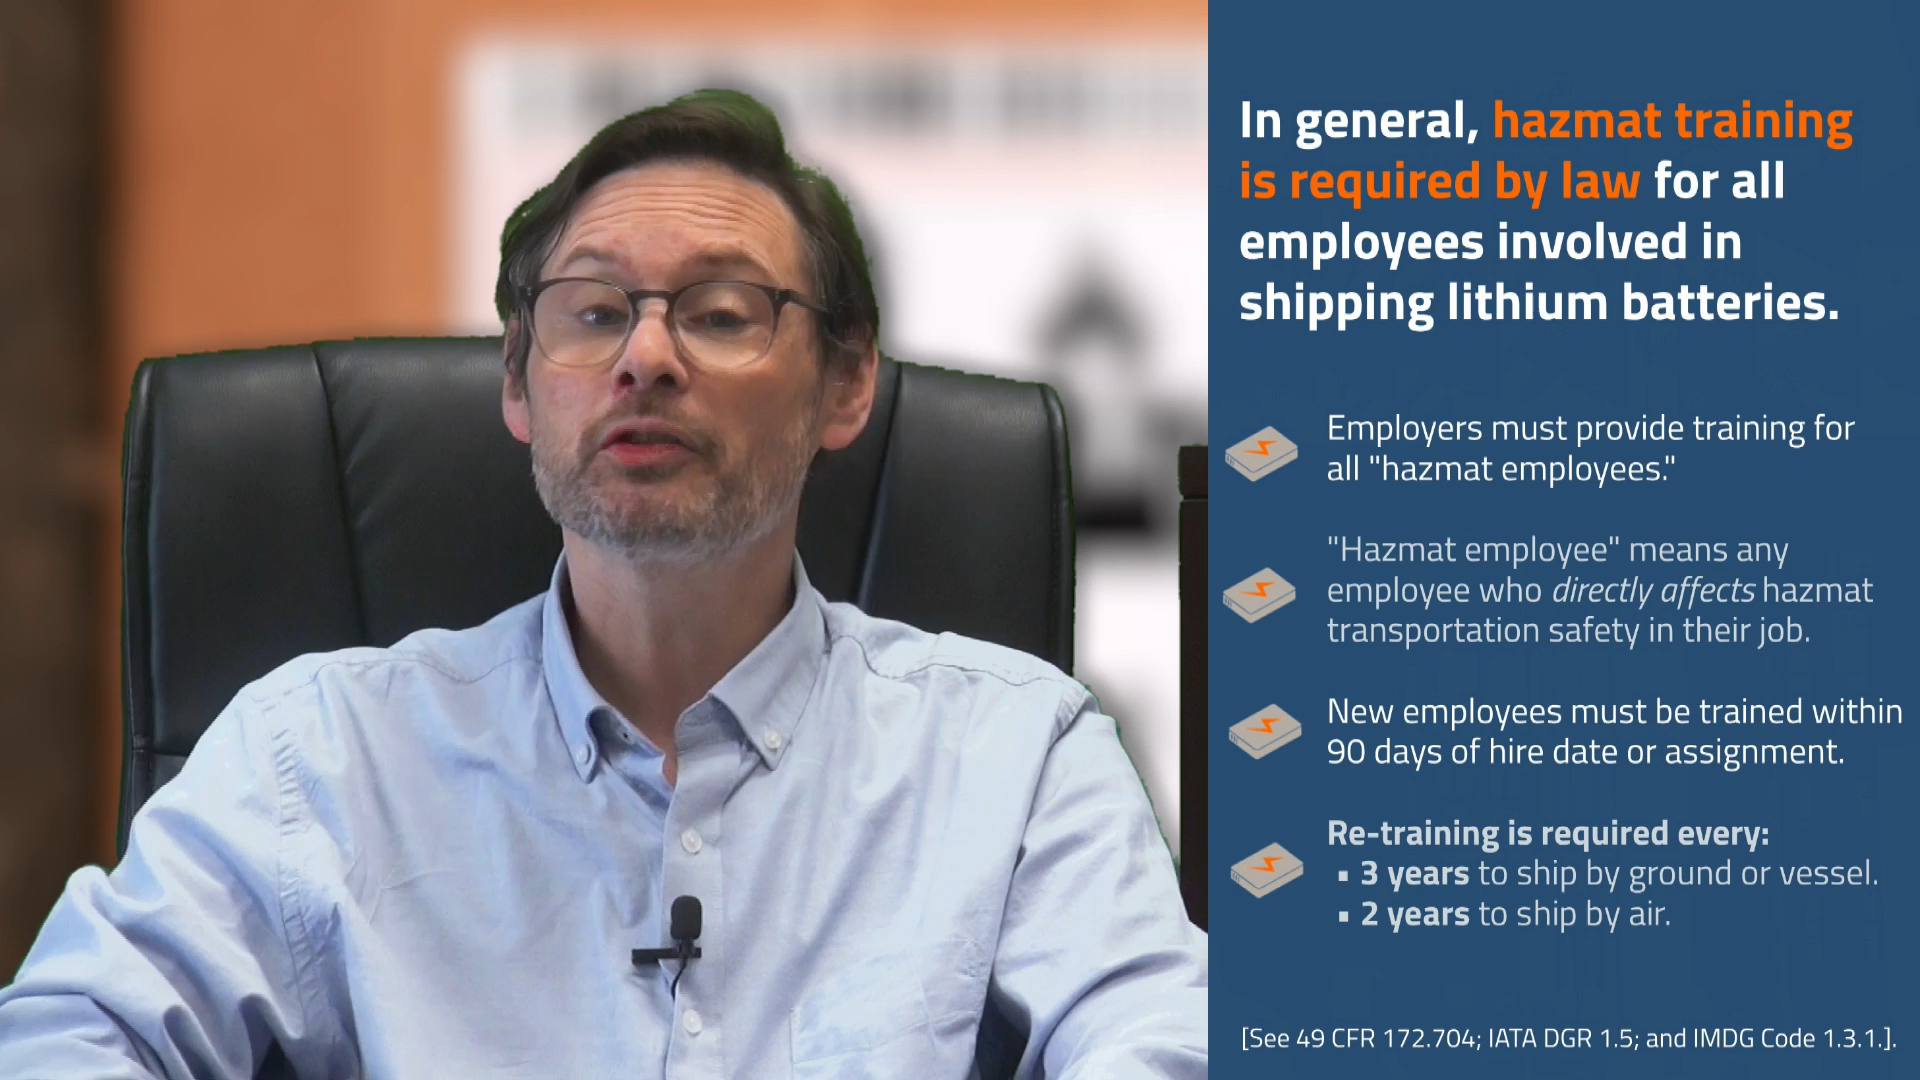 In general, hazmat training
is required by law for all
employees involved in
shipping lithium batteries.
Employers must provide training for
all "hazmat employees."
"Hazmat employee" means any
employee who directly affects hazmat
transportation safety in their job.
New employees must be trained within
90 days of hire date or assignment.
Re-training is required every:
▪ 3 years to ship by ground or vessel.
▪ 2 years to ship by air.
[See 49 CFR 172.704; IATA DGR 1.5; and IMDG Code 1.3.1.].